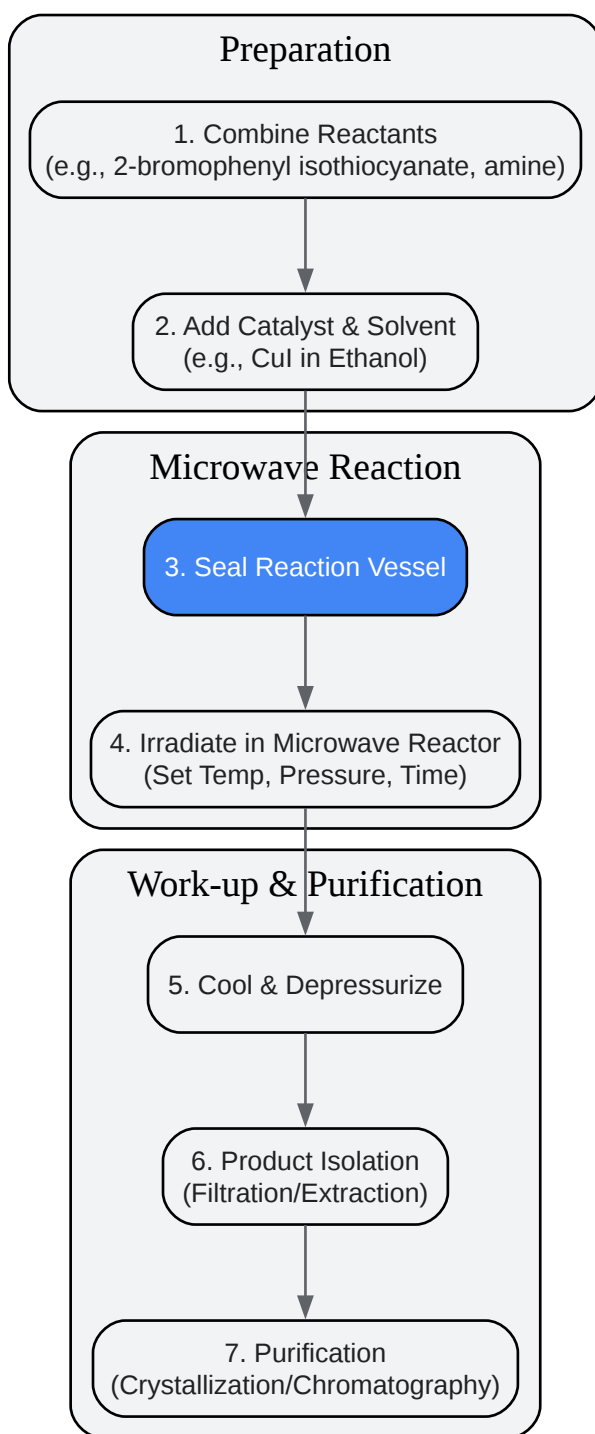 Preparation
1. Combine Reactants
(e.g., 2-bromophenyl isothiocyanate, amine)
2. Add Catalyst & Solvent
(e.g., CuI in Ethanol)
Microwave Reaction
3. Seal Reaction Vessel
4. Irradiate in Microwave Reactor
(Set Temp, Pressure, Time)
Work-up & Purification
5. Cool & Depressurize
6. Product Isolation
(Filtration/Extraction)
7. Purification
(Crystallization/Chromatography)